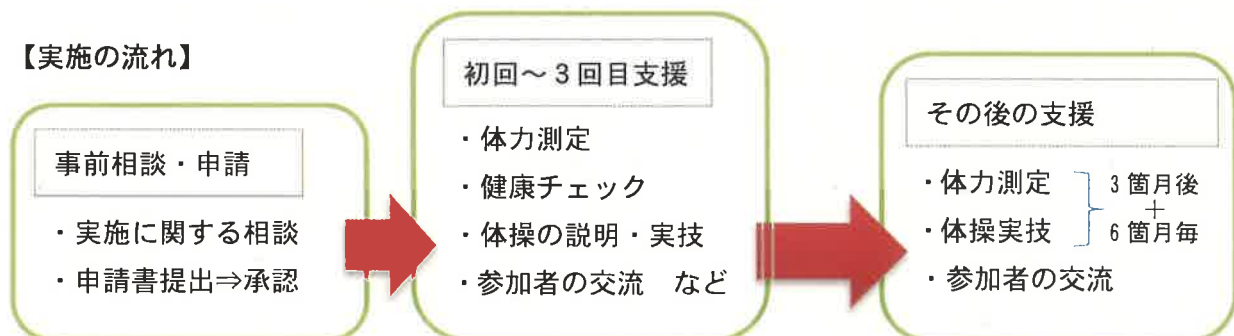 【実施の流れ】
事前相談・申請
・実施に関する相談
・申請書提出⇒承認
初回～３回目支援
・体力測定
・健康チェック
・体操の説明・実技
・参加者の交流　など
その後の支援
・体力測定
・体操実技
3 箇月後
＋
6 箇月毎
・参加者の交流